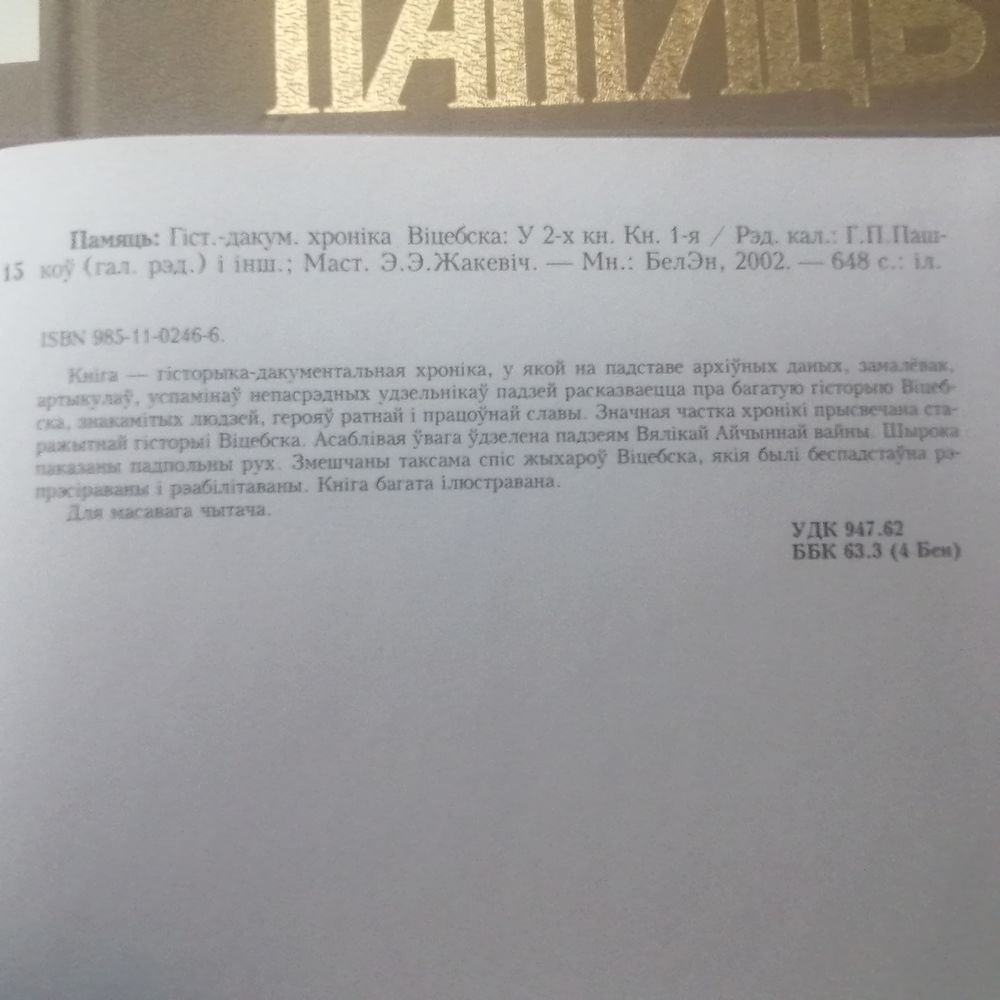 ПАМЯЦЬ
Памяць: Гіст.-дакум. хроніка Віцебска: У 2-х кн. Кн. 1-я / Рэд. кал.: Г.П.Паш-
15 коў (гал. рэд.) і інш.; Маст. Э.Э.Жакевіч. — Мн.: БелЭн, 2002. — 648 с.: іл.
ISBN 985-11-0246-6.
Кніга — гісторыка-дакументальная хроніка, у якой на падставе архіўных даных, замалёвак,
артыкулаў, успамінаў непасрэдных удзельнікаў падзей расказваецца пра багатую гісторыю Віцеб-
ска, знакамітых людзей, герояў ратнай і працоўнай славы. Значная частка хронікі прысвечана ста-
ражытнай гісторыі Віцебска. Асаблівая ўвага ўдзелена падзеям Вялікай Айчыннай вайны. Шырока
паказаны падпольны рух. Змешчаны таксама спіс жыхароў Віцебска, якія былі беспадстаўна рэ-
прэсіраваны і рэабілітаваны. Кніга багата ілюстравана.
Для масавага чытача.
УДК 947.62
ББК 63.3 (4 Бен)